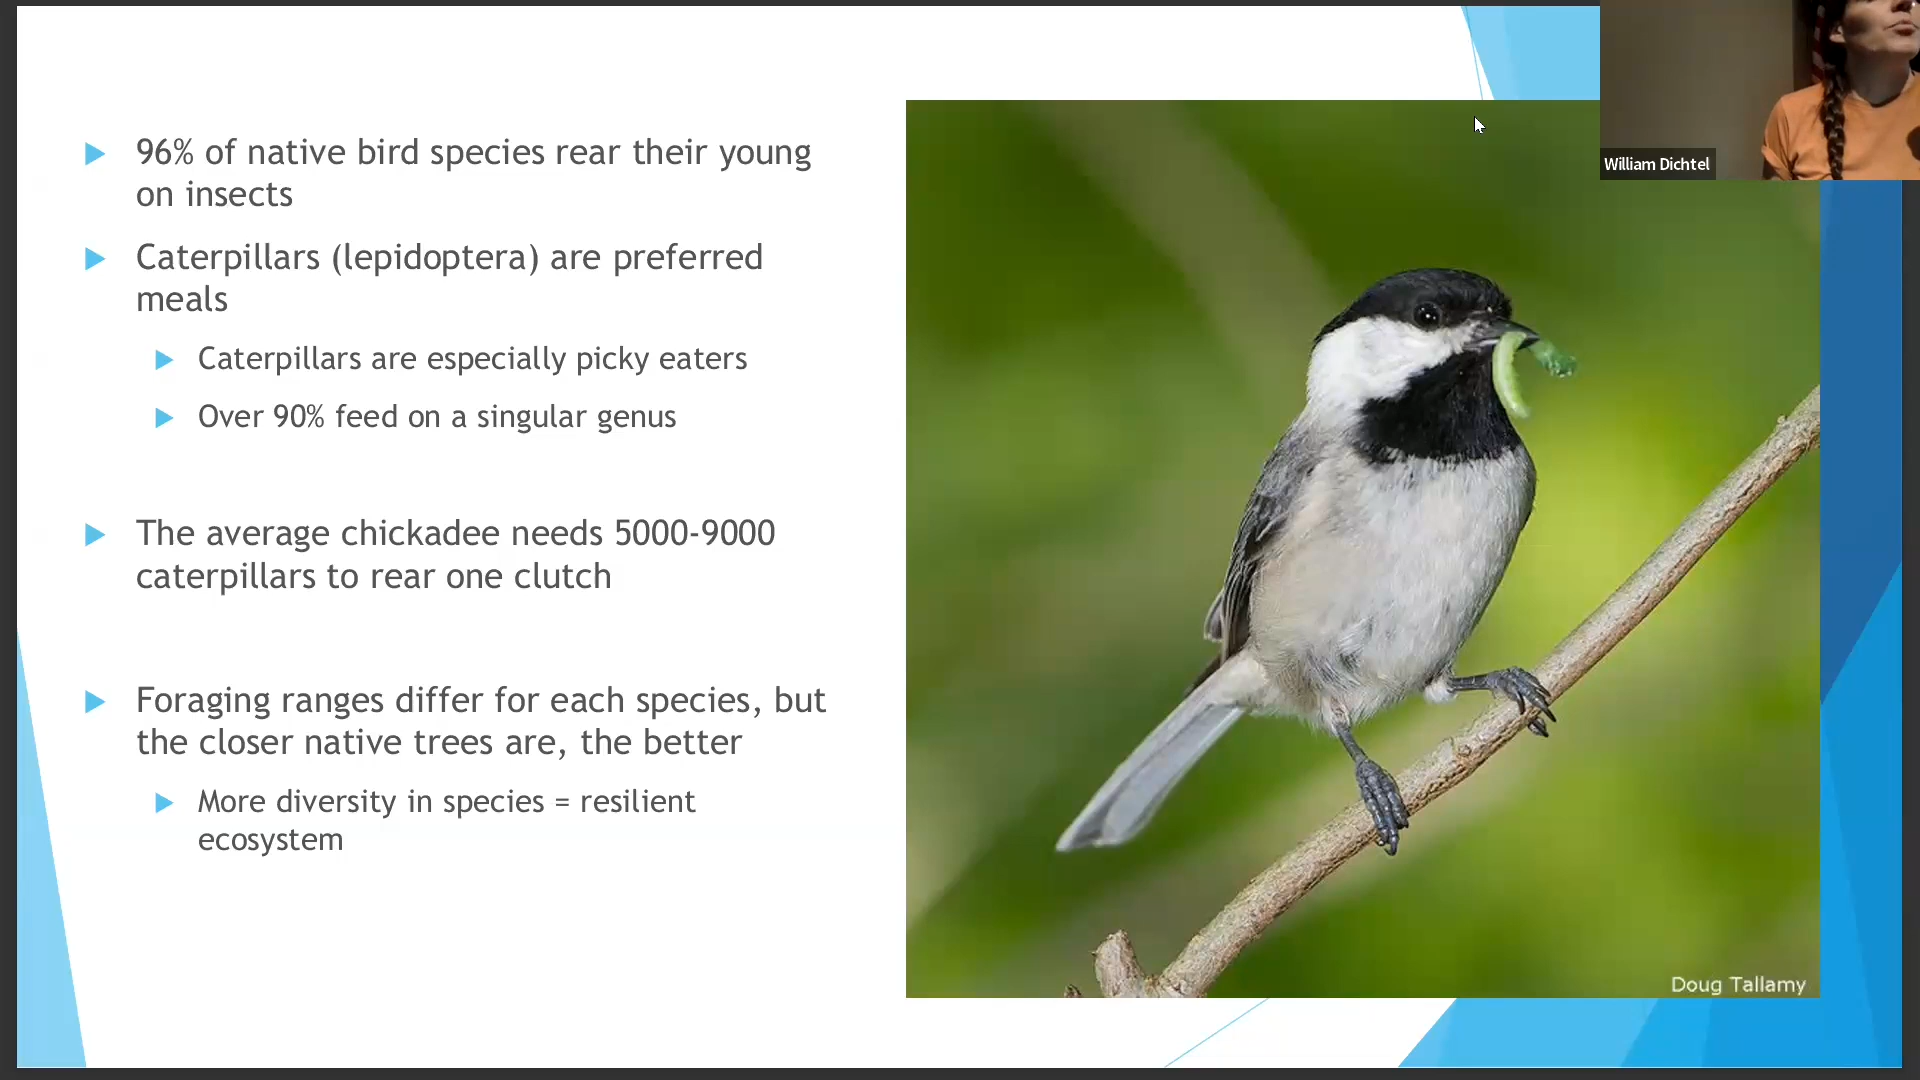 96% of native bird species rear their young
on insects
Caterpillars (lepidoptera) are preferred
meals
Caterpillars are especially picky eaters
Over 90% feed on a singular genus
The average chickadee needs 5000-9000
caterpillars to rear one clutch
Foraging ranges differ for each species, but
the closer native trees are, the better
More diversity in species = resilient
ecosystem
William Dichtel
Doug Tallamy